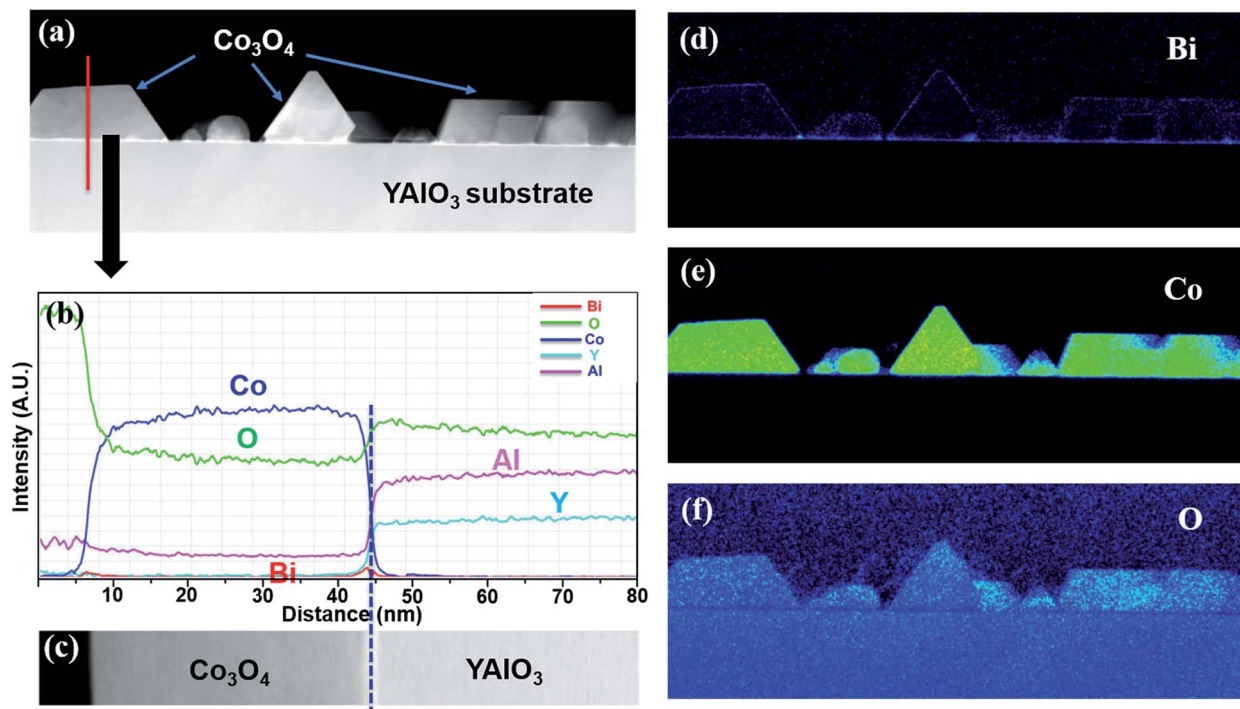 (a)
Co₃O₄
YAlO₃ substrate
(b)
Bi
O
Co
Y
Al
Co
O
Al
Y
Bi
Intensity (A.U.)
10 20 30 40 50 60 70 80
Distance (nm)
(c)
Co₃O₄
YAlO₃
(d)
Bi
(e)
Co
(f)
O